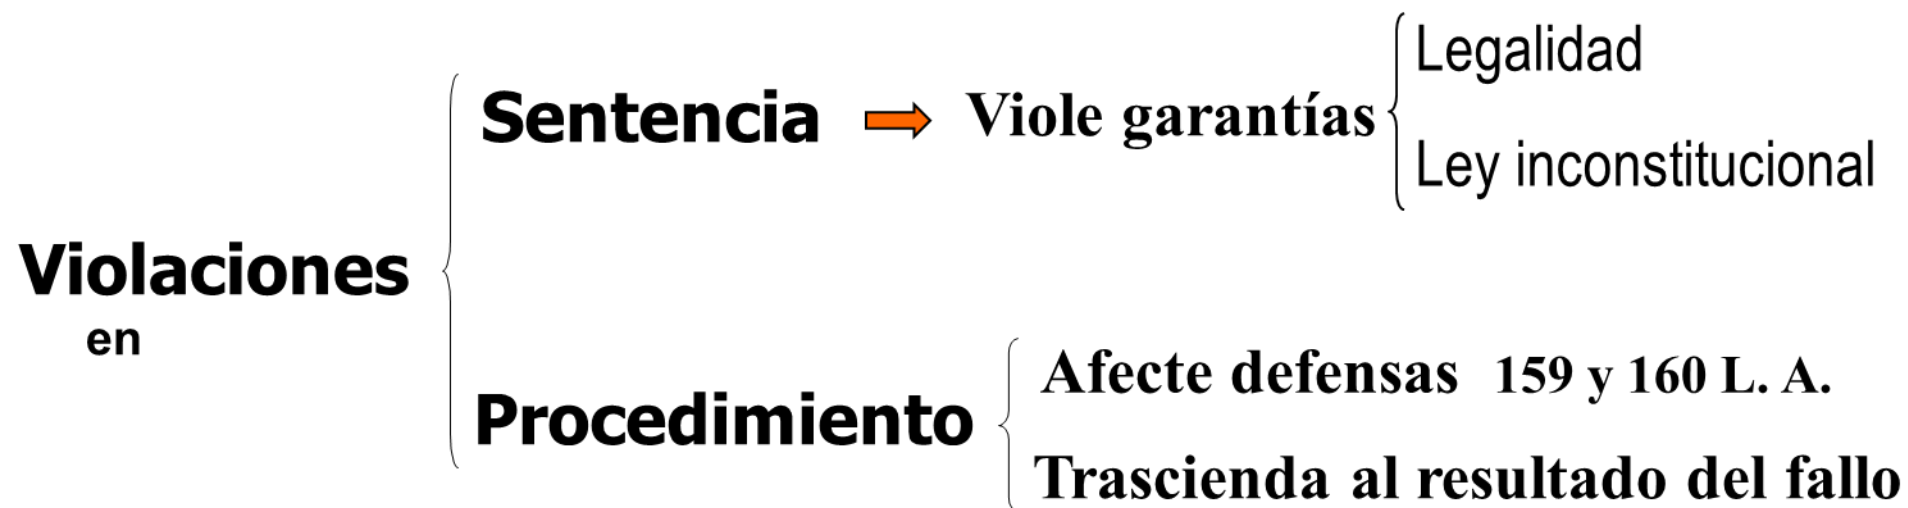 Violaciones
en
Sentencia
Viole garantías
Legalidad
Ley inconstitucional
Procedimiento
Afecte defensas 159 y 160 L. A.
Trascienda al resultado del fallo